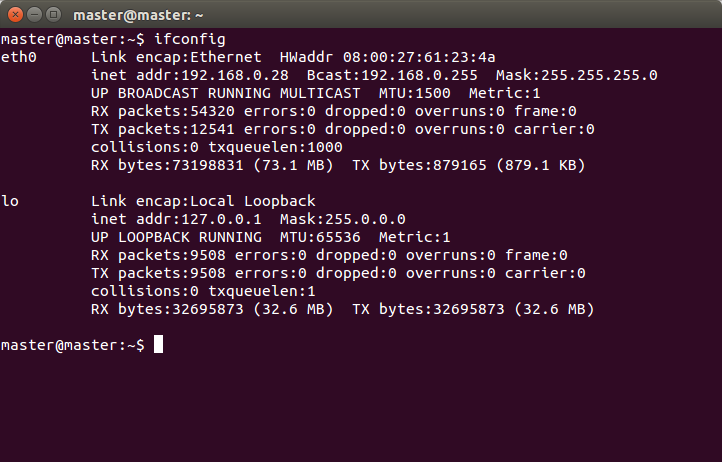 master@master: ~
master@master:~$ ifconfig
eth0      Link encap:Ethernet  HWaddr 08:00:27:61:23:4a
          inet addr:192.168.0.28  Bcast:192.168.0.255  Mask:255.255.255.0
          UP BROADCAST RUNNING MULTICAST  MTU:1500  Metric:1
          RX packets:54320 errors:0 dropped:0 overruns:0 frame:0
          TX packets:12541 errors:0 dropped:0 overruns:0 carrier:0
          collisions:0 txqueuelen:1000
          RX bytes:73198831 (73.1 MB)  TX bytes:879165 (879.1 KB)

lo        Link encap:Local Loopback
          inet addr:127.0.0.1  Mask:255.0.0.0
          UP LOOPBACK RUNNING  MTU:65536  Metric:1
          RX packets:9508 errors:0 dropped:0 overruns:0 frame:0
          TX packets:9508 errors:0 dropped:0 overruns:0 carrier:0
          collisions:0 txqueuelen:1
          RX bytes:32695873 (32.6 MB)  TX bytes:32695873 (32.6 MB)

master@master:~$